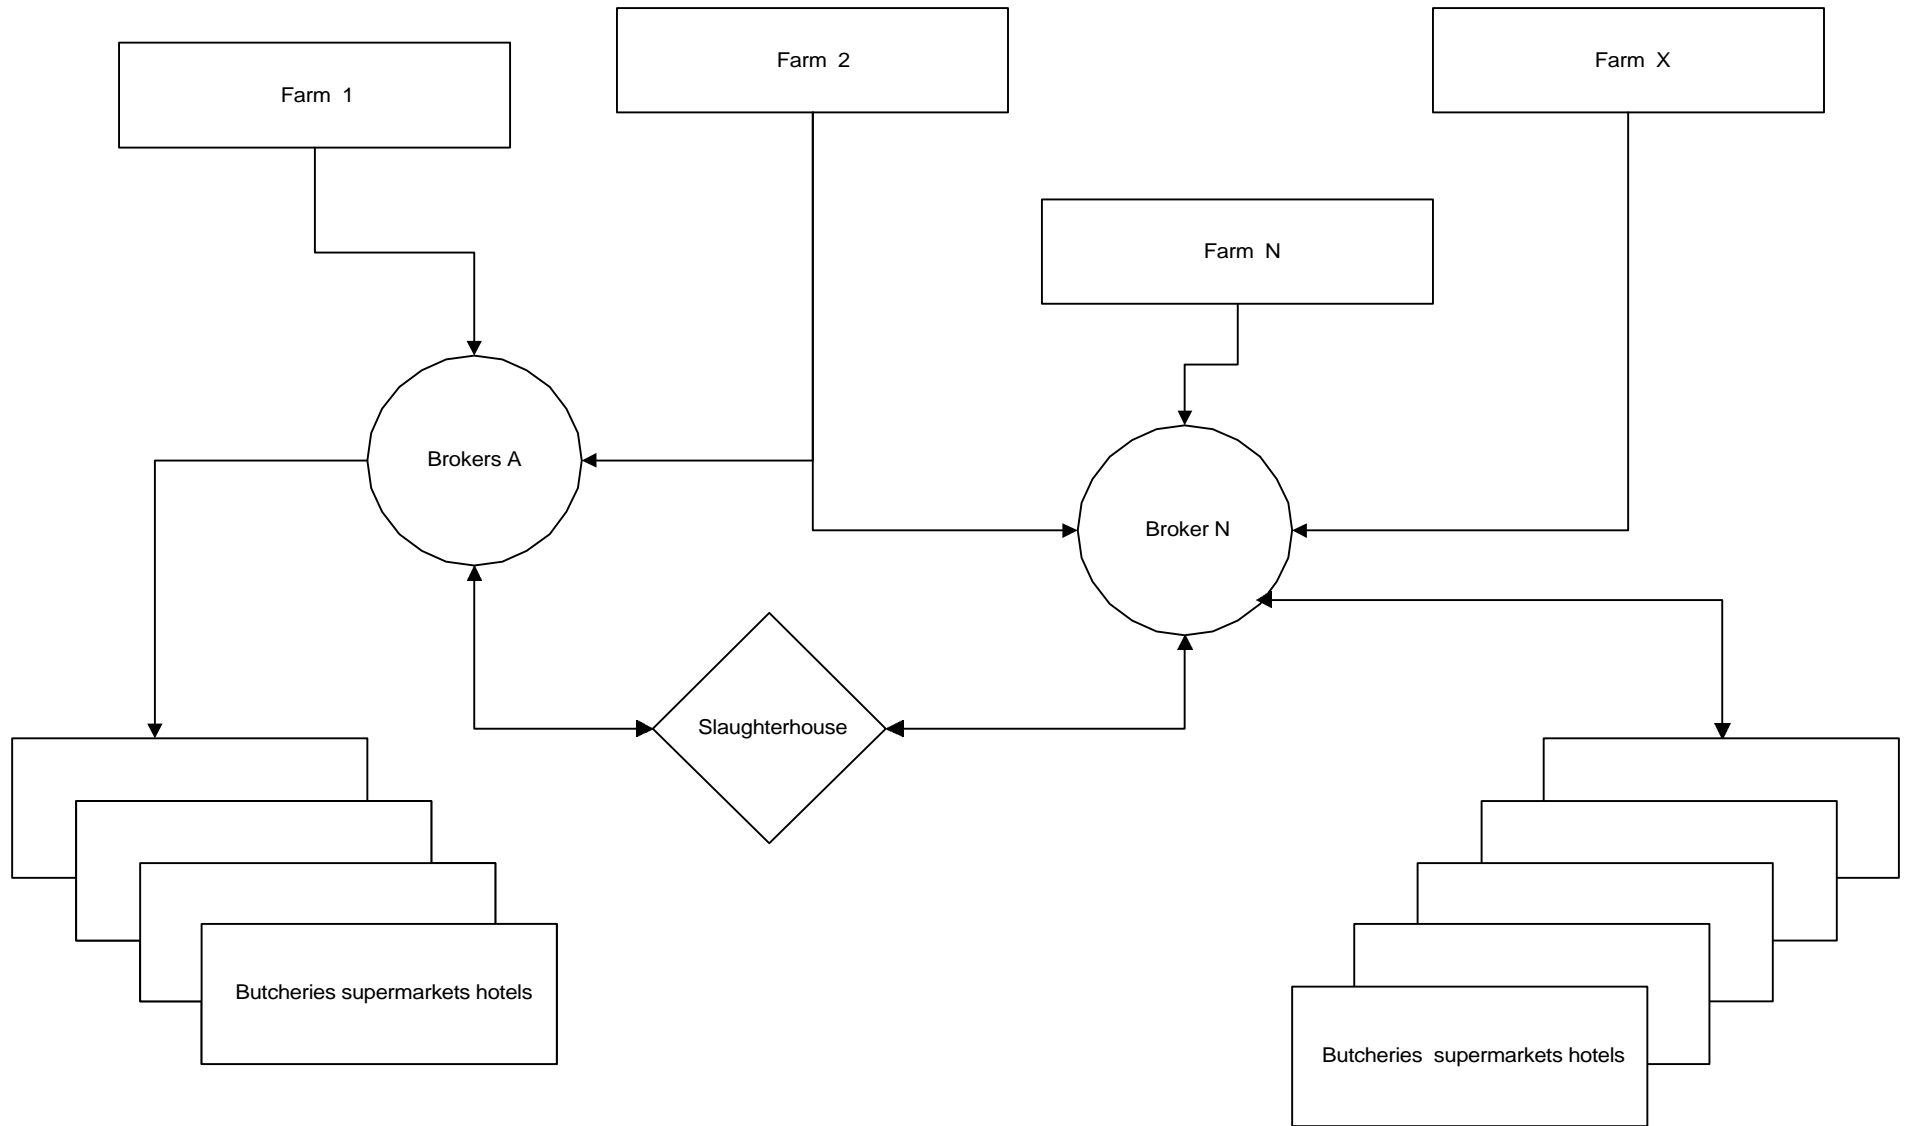 Farm 2
Farm X
Farm 1
Farm N
Brokers A
Broker N
Slaughterhouse
Butcheries supermarkets hotels
Butcheries supermarkets hotels